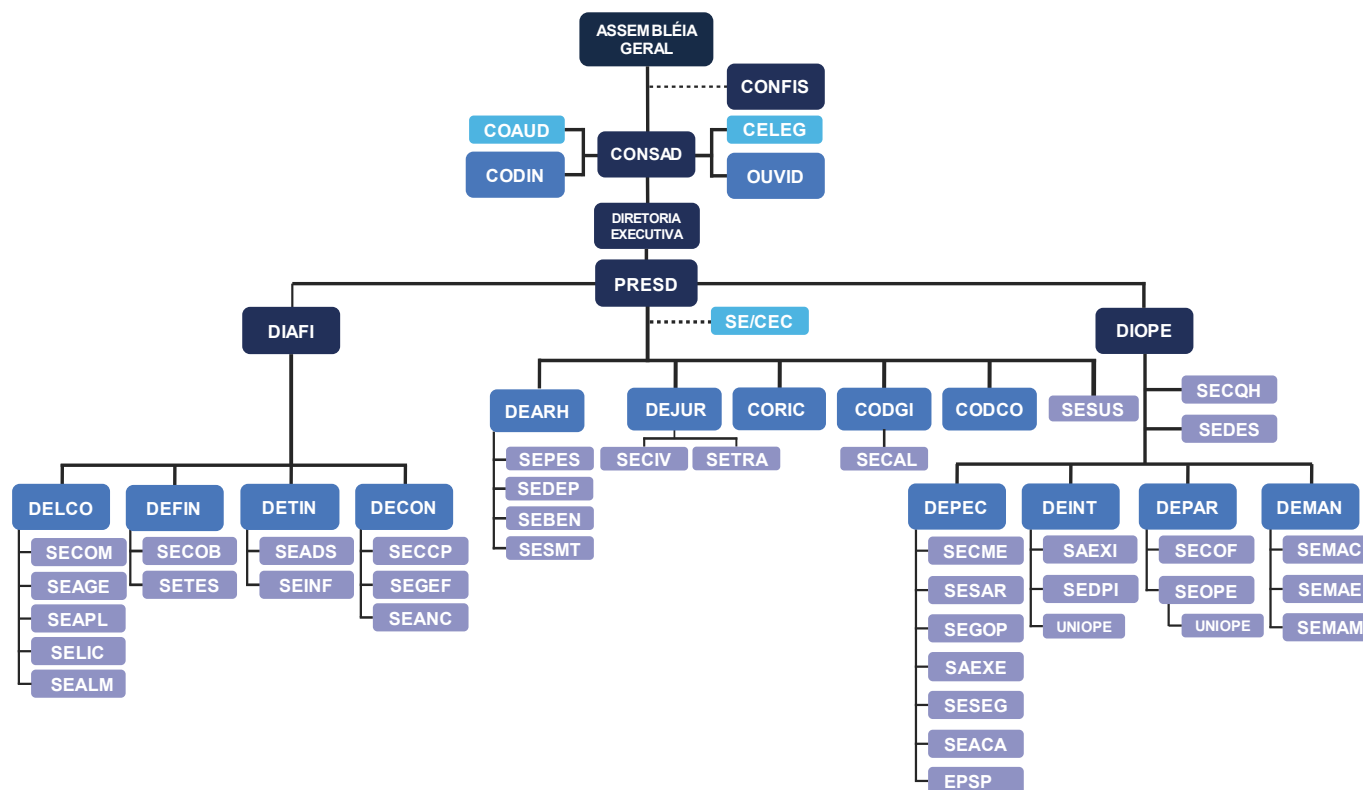 ASSEMBLÉIA
GERAL
CONFIS
COAUD
CELEG
CONSAD
CODIN
OUVID
DIRETORIA
EXECUTIVA
PRESD
SE/CEC
DIAFI
DIOPE
SECQH
DEARH
DEJUR
CORIC
CODGI
CODCO
SESUS
SEDES
SEPES
SECIV
SETRA
SECAL
SEDEP
SEBEN
SESMT
DELCO
DEFIN
DETIN
DECON
DEPEC
DEINT
DEPAR
DEMAN
SECOM
SECOB
SEADS
SECCP
SECME
SAEXI
SECOF
SEMAC
SEAGE
SETES
SEINF
SEGEF
SESAR
SEDPI
SEOPE
SEMAE
SEAPL
SEANC
SEGOP
UNIOPE
UNIOPE
SEMAM
SELIC
SAEXE
SEALM
SESEG
SEACA
EPSP